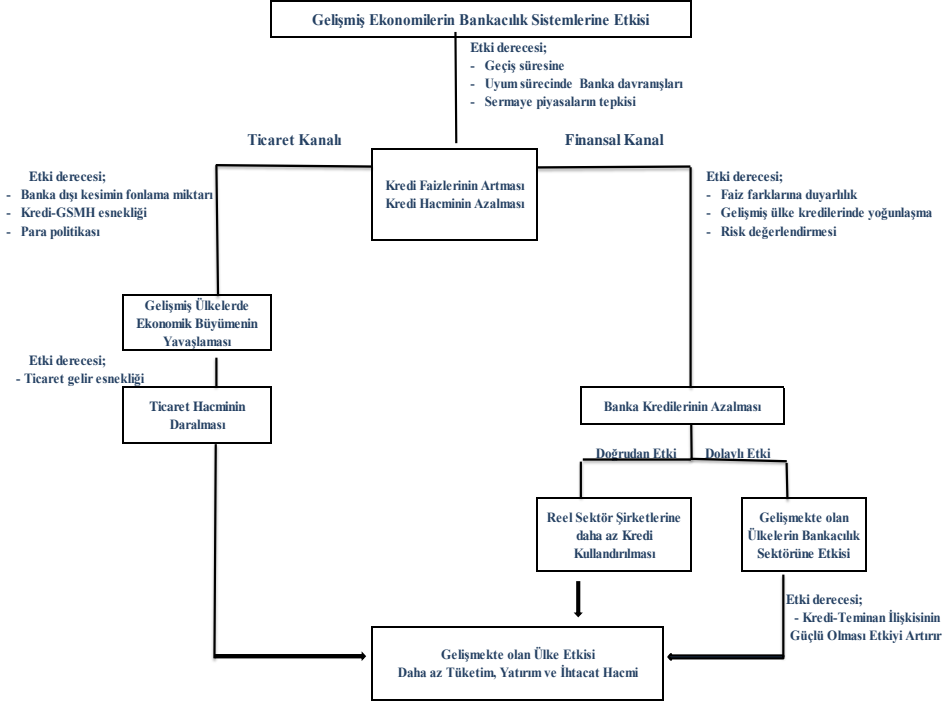 Gelişmiş Ekonomilerin Bankacılık Sistemlerine Etkisi
Etki derecesi;
- Geçiş süresine
- Uyum sürecinde Banka davranışları
- Sermaye piyasaların tepkisi
Ticaret Kanalı
Finansal Kanal
Etki derecesi;
- Banka dışı kesimin fonlama miktarı
- Kredi-GSMH esnekliği
- Para politikası
Kredi Faizlerinin Artması
Kredi Hacminin Azalması
Etki derecesi;
- Faiz farklarına duyarlılık
- Gelişmiş ülke kredilerinde yoğunlaşma
- Risk değerlendirmesi
Gelişmiş Ülkelerde
Ekonomik Büyümenin
Yavaşlaması
Etki derecesi;
- Ticaret gelir esnekliği
Ticaret Hacminin
Daralması
Banka Kredilerinin Azalması
Doğrudan Etki
Dolaylı Etki
Reel Sektör Şirketlerine
daha az Kredi
Kullandırılması
Gelişmekte olan
Ülkelerin Bankacılık
Sektörüne Etkisi
Etki derecesi;
- Kredi-Teminan İlişkisinin
Güçlü Olması Etkiyi Artırır
Gelişmekte olan Ülke Etkisi
Daha az Tüketim, Yatırım ve İhtacat Hacmi